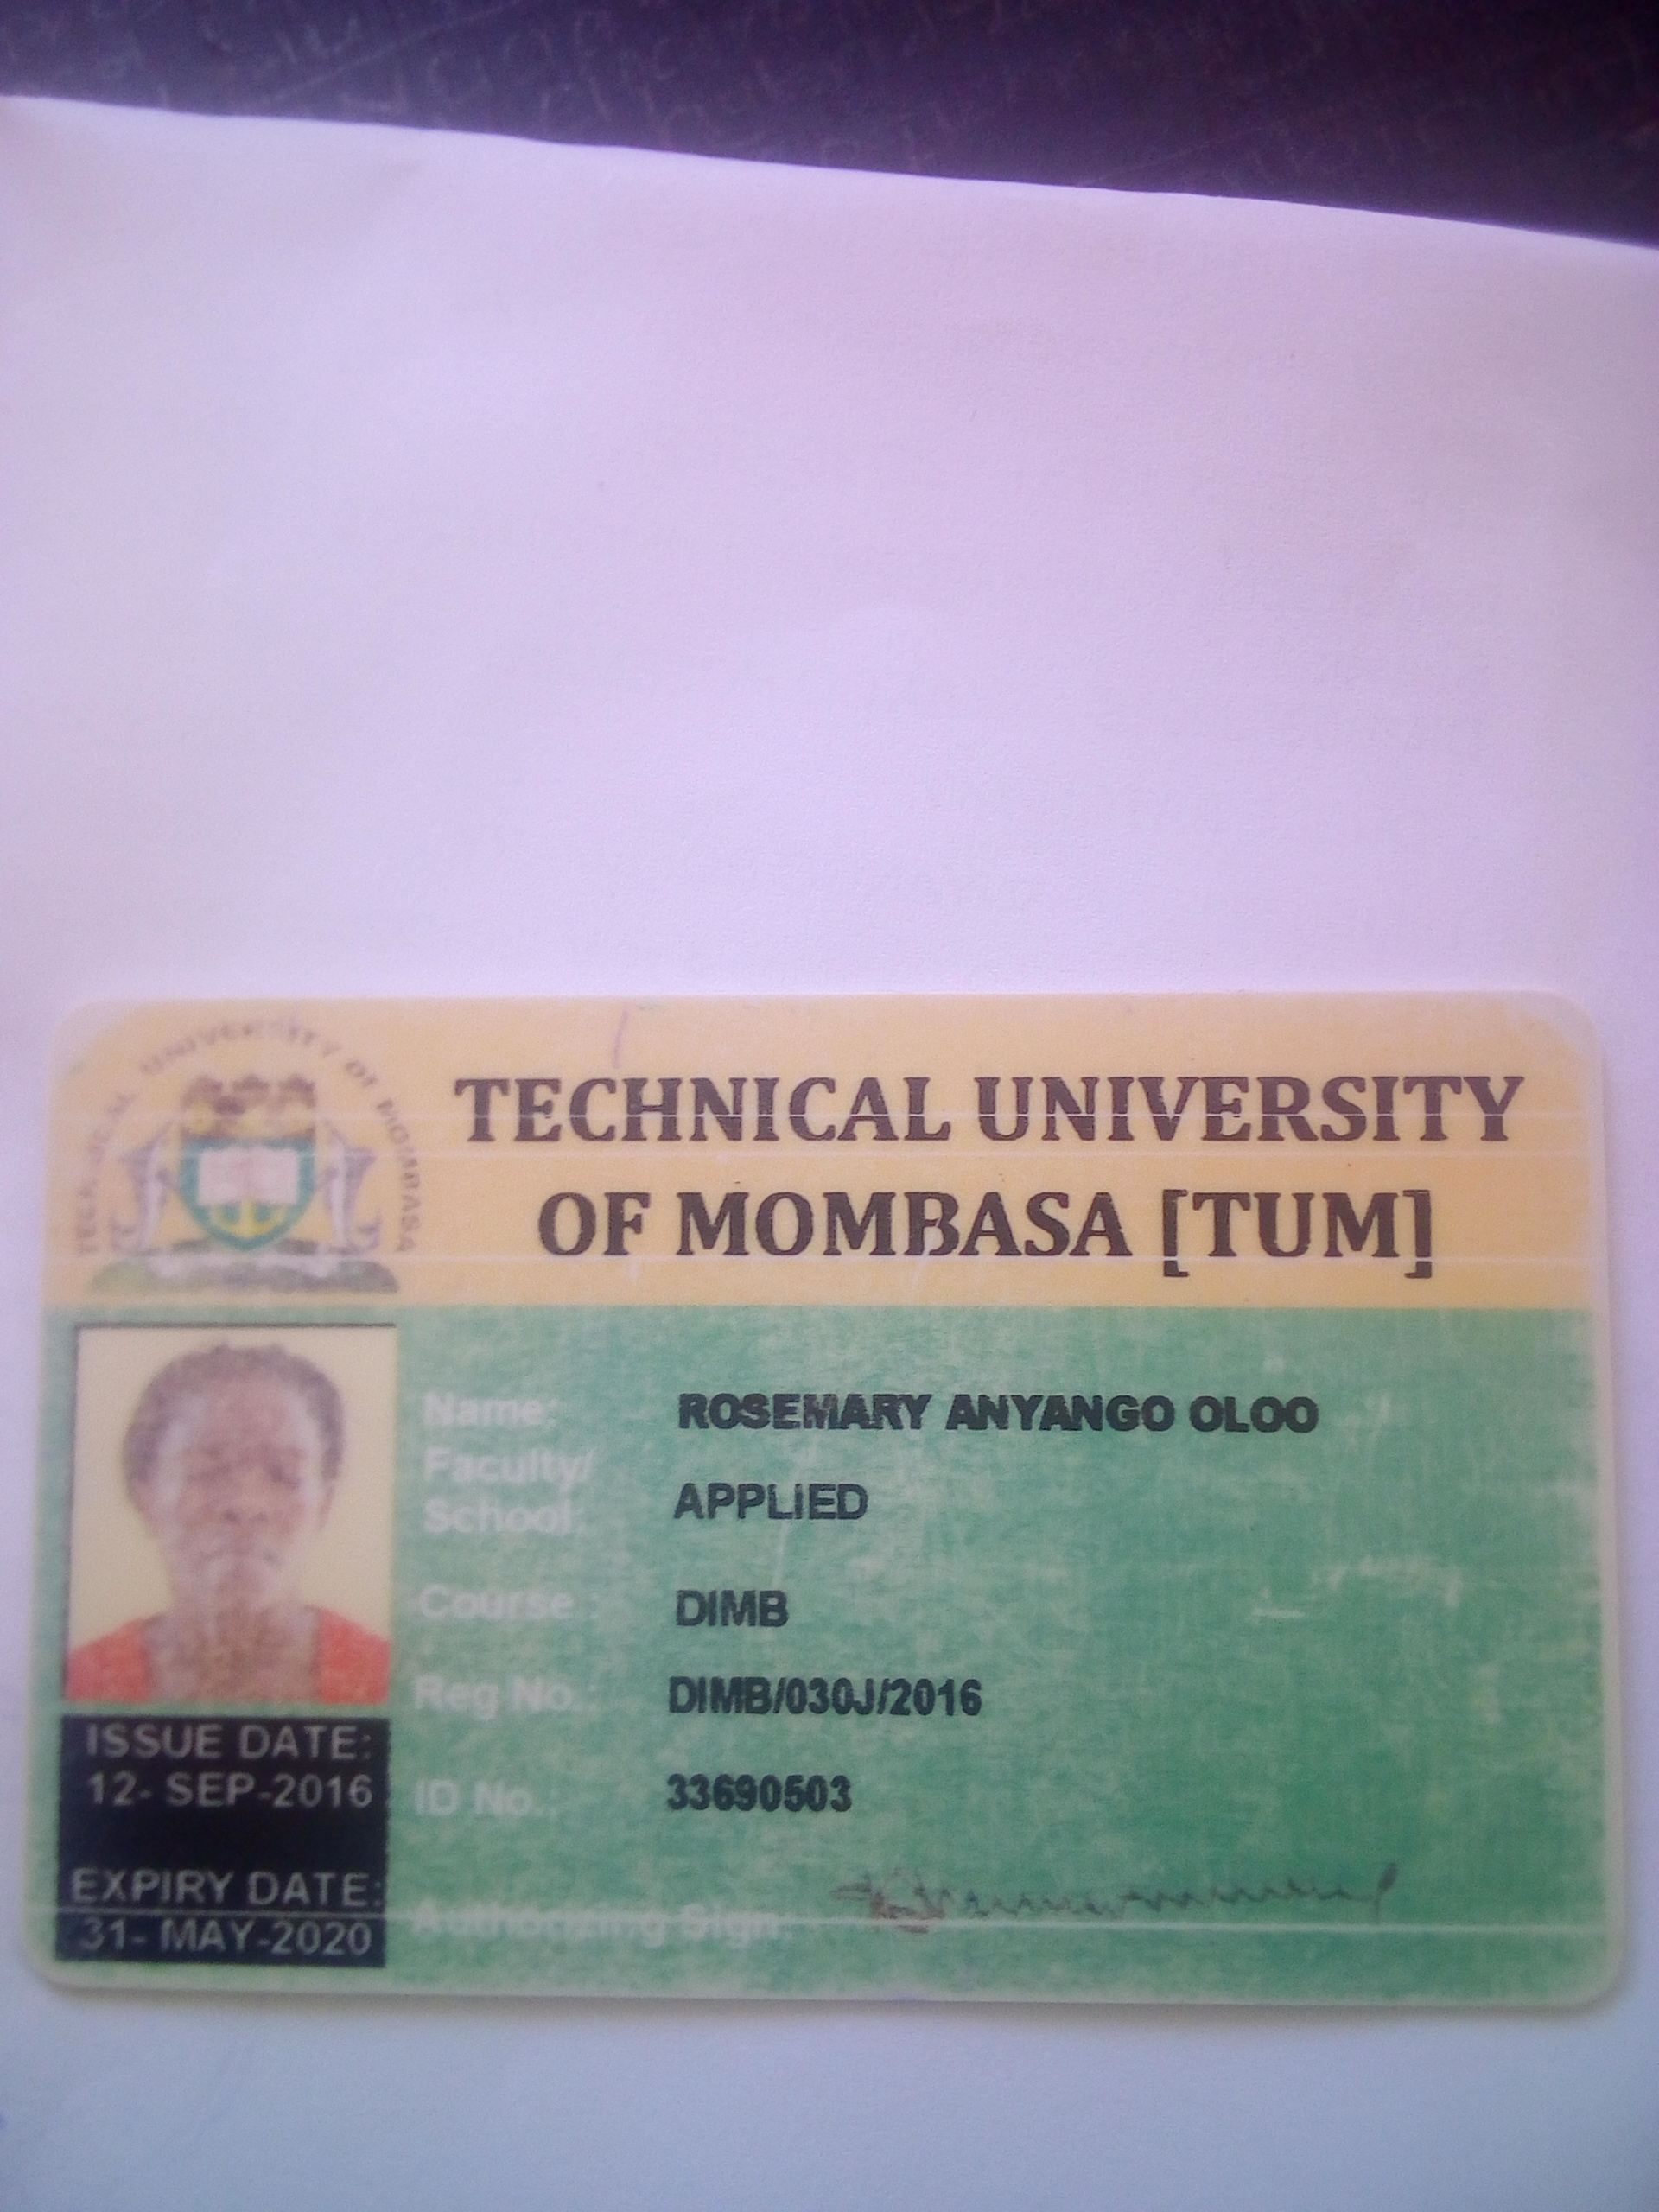 TECHNICAL UNIVERSITY OF MOMBASA
TECHNICAL UNIVERSITY
OF MOMBASA [TUM]
Name: ROSEMARY ANYANGO OLOO
Faculty/
School: APPLIED
Course: DIMB
Reg No.: DIMB/030J/2016
ID No.: 33690503
Authorizing Sign:
ISSUE DATE:
12- SEP-2016
EXPIRY DATE:
31- MAY-2020